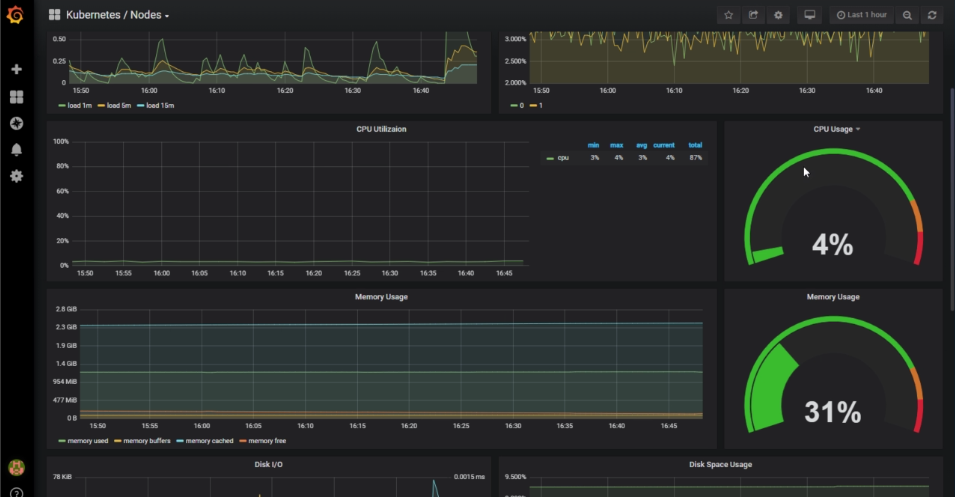 Kubernetes / Nodes
Last 1 hour
0.50
0.25
0
15:50 16:00 16:10 16:20 16:30 16:40
load 1m load 5m load 15m
3.000%
2.500%
2.000%
15:50 16:00 16:10 16:20 16:30 16:40
0 1
CPU Utilizaion
100%
80%
60%
40%
20%
0%
15:50 15:55 16:00 16:05 16:10 16:15 16:20 16:25 16:30 16:35 16:40 16:45
min max avg current total
cpu 3% 4% 3% 4% 87%
CPU Usage
4%
Memory Usage
2.8 GiB
2.3 GiB
1.9 GiB
1.4 GiB
954 MiB
477 MiB
0 B
15:50 15:55 16:00 16:05 16:10 16:15 16:20 16:25 16:30 16:35 16:40 16:45
memory used memory buffers memory cached memory free
Memory Usage
31%
Disk I/O
78 KiB
0.0015 ms
Disk Space Usage
9.500%